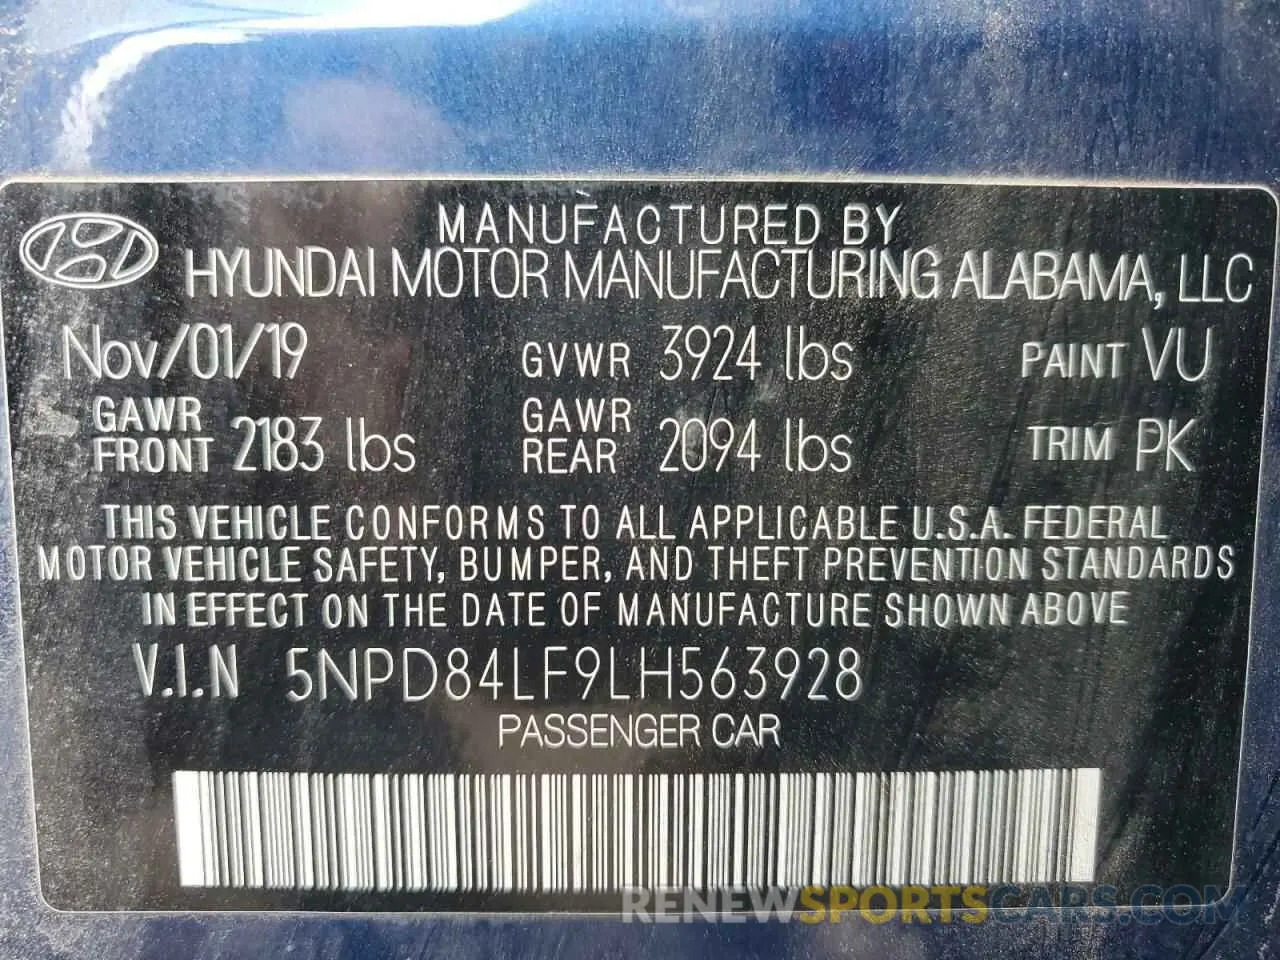 MANUFACTURED BY
HYUNDAI MOTOR MANUFACTURING ALABAMA, LLC
Nov/01/19 GVWR 3924 lbs PAINT VU
GAWR FRONT 2183 lbs GAWR REAR 2094 lbs TRIM PK
THIS VEHICLE CONFORMS TO ALL APPLICABLE U.S.A. FEDERAL
MOTOR VEHICLE SAFETY, BUMPER, AND THEFT PREVENTION STANDARDS
IN EFFECT ON THE DATE OF MANUFACTURE SHOWN ABOVE
V.I.N 5NPD84LF9LH563928
PASSENGER CAR
RENEWSPORTSCARS.COM